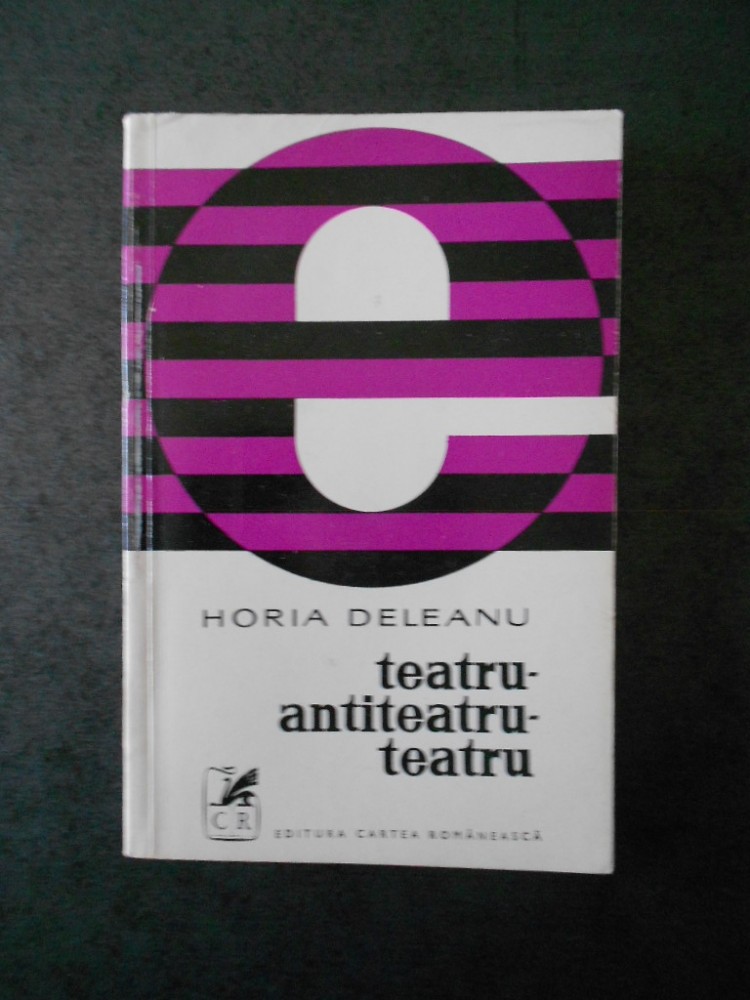 e
HORIA DELEANU
teatru-
antiteatru-
teatru
CR
EDITURA CARTEA ROMÂNEASCĂ